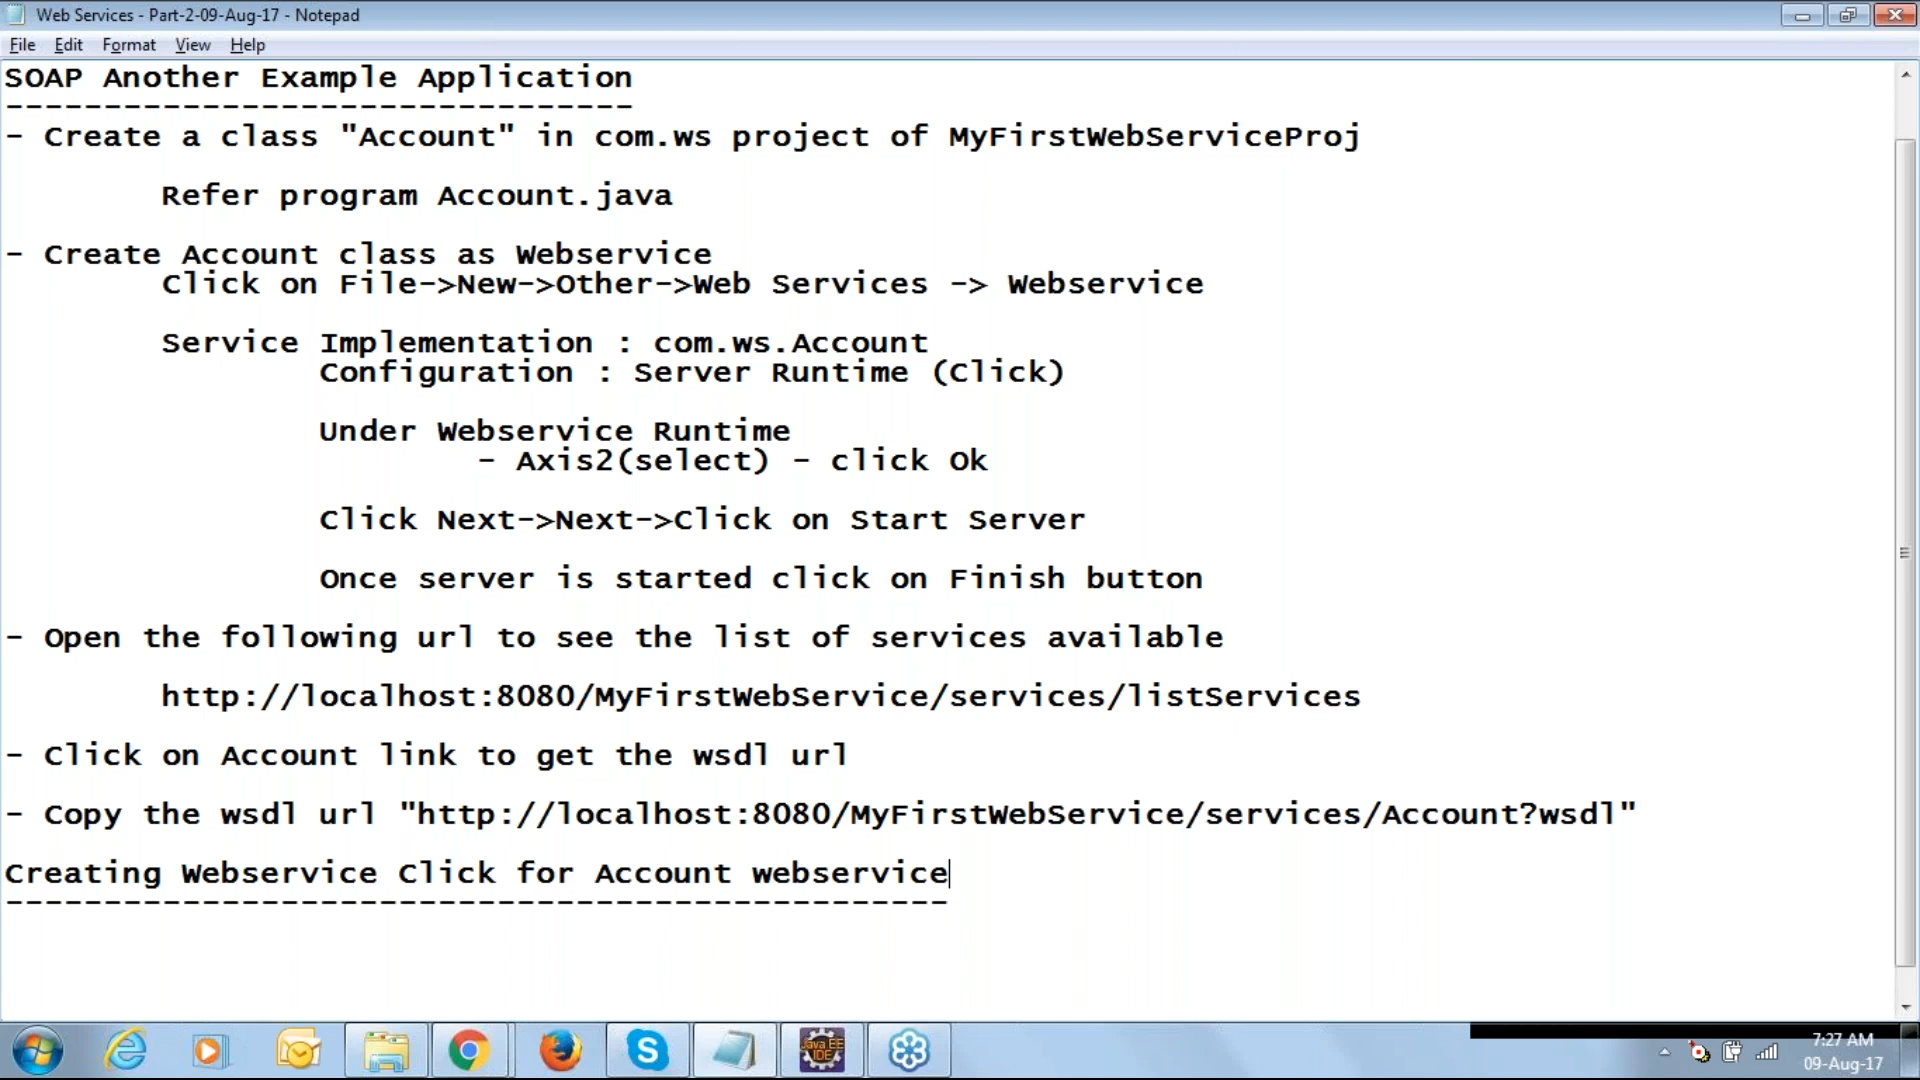 Web Services - Part-2-09-Aug-17 - Notepad
File Edit Format View Help
SOAP Another Example Application
--------------------------------
- Create a class "Account" in com.ws project of MyFirstWebServiceProj
Refer program Account.java
- Create Account class as Webservice
Click on File->New->Other->Web Services -> Webservice
Service Implementation : com.ws.Account
Configuration : Server Runtime (Click)
Under Webservice Runtime
- Axis2(select) - click Ok
Click Next->Next->Click on Start Server
Once server is started click on Finish button
- Open the following url to see the list of services available
http://localhost:8080/MyFirstWebService/services/listServices
- Click on Account link to get the wsdl url
- Copy the wsdl url "http://localhost:8080/MyFirstWebService/services/Account?wsdl"
Creating Webservice Click for Account webservice
------------------------------------------------
Java EE
IDE
7:27 AM
09-Aug-17